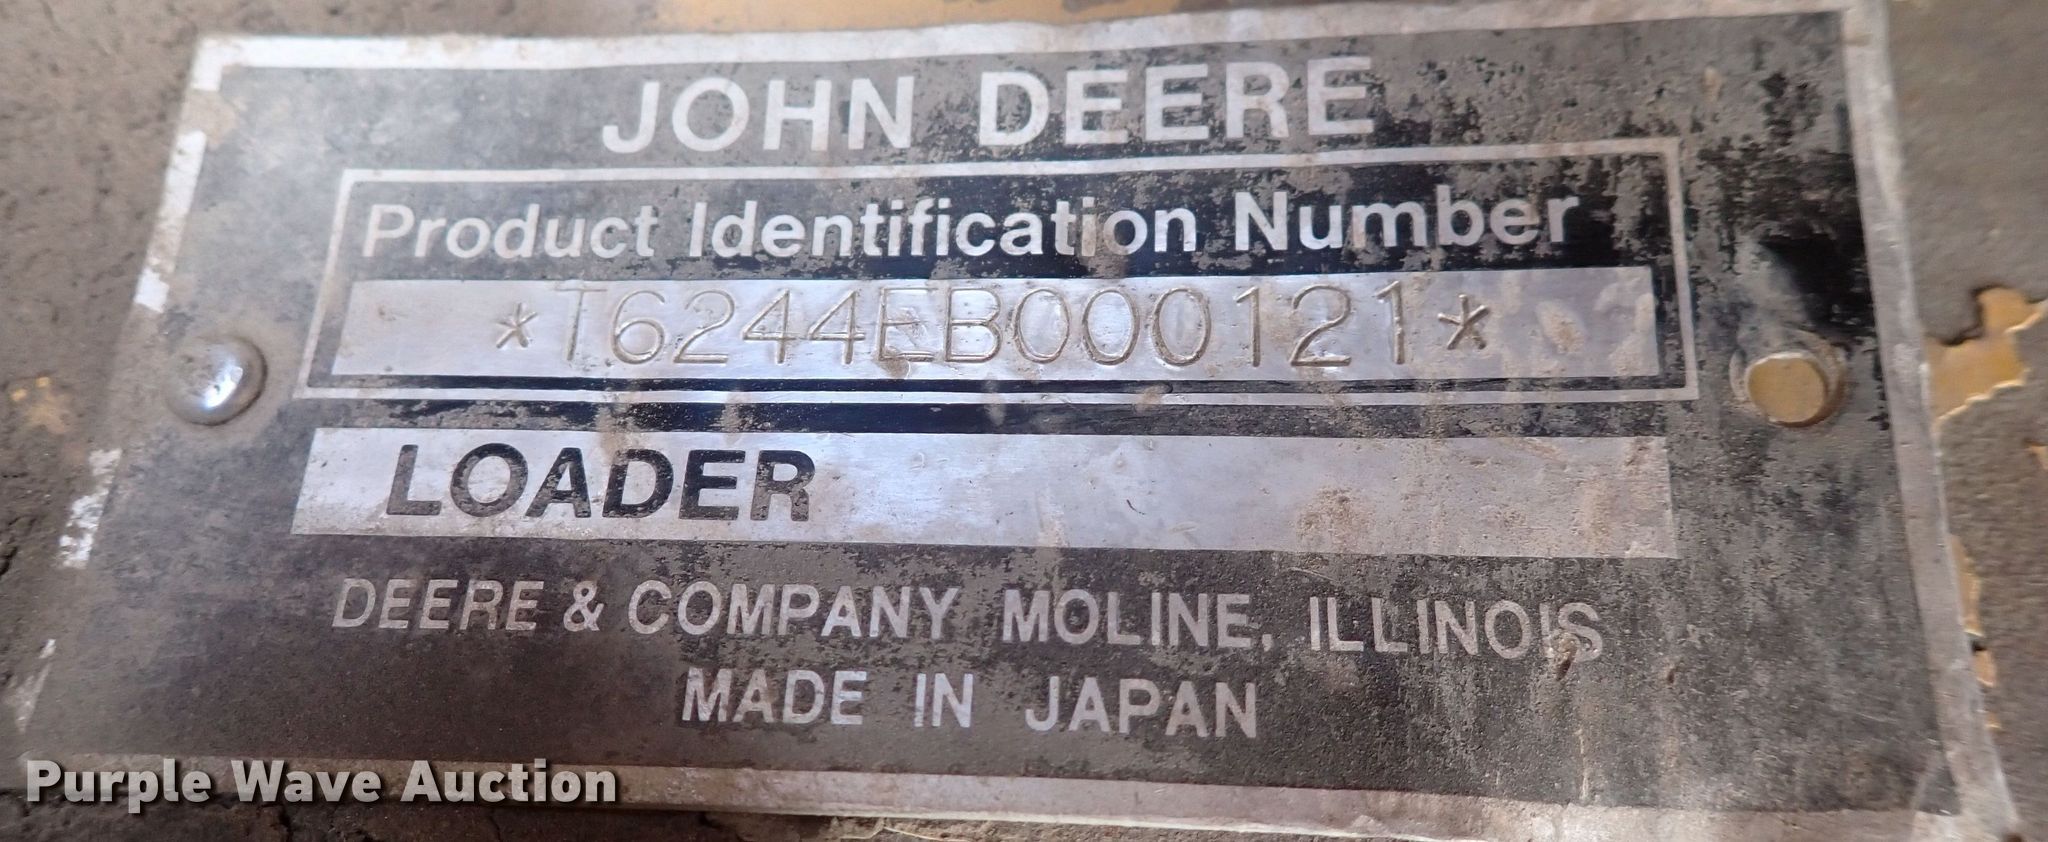 JOHN DEERE
Product Identification Number
*T6244EB000121*
LOADER
DEERE & COMPANY MOLINE, ILLINOIS
MADE IN JAPAN
Purple Wave Auction